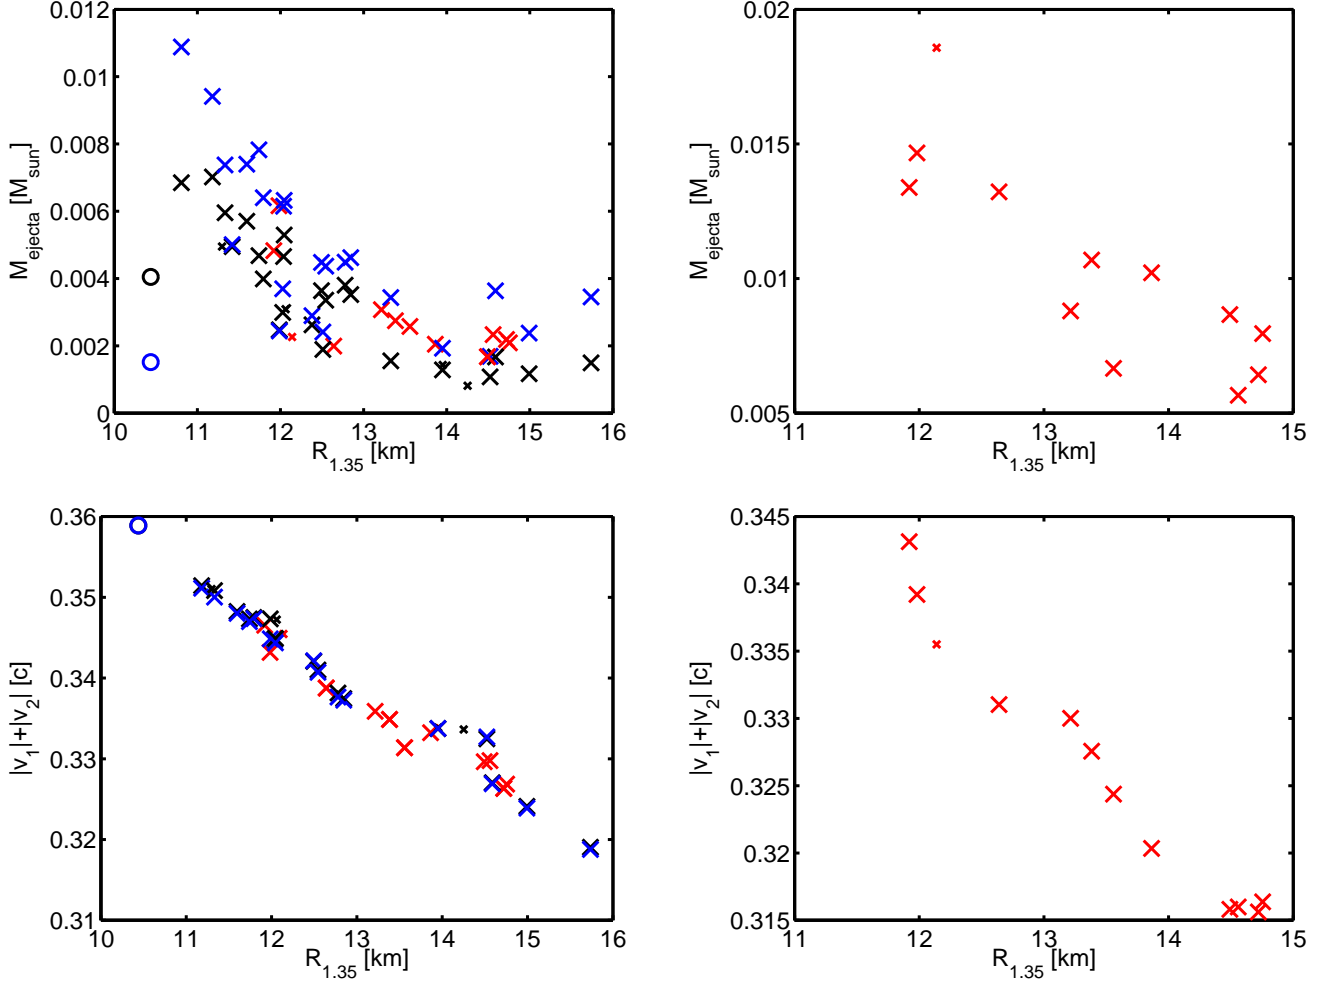 0.012
0.01
0.008
0.006
0.004
0.002
0
M_ejecta [M_sun]
10 11 12 13 14 15 16
R_1.35 [km]
0.02
0.015
0.01
0.005
M_ejecta [M_sun]
11 12 13 14 15
R_1.35 [km]
0.36
0.35
0.34
0.33
0.32
0.31
|v_1|+|v_2| [c]
10 11 12 13 14 15 16
R_1.35 [km]
0.345
0.34
0.335
0.33
0.325
0.32
0.315
|v_1|+|v_2| [c]
11 12 13 14 15
R_1.35 [km]